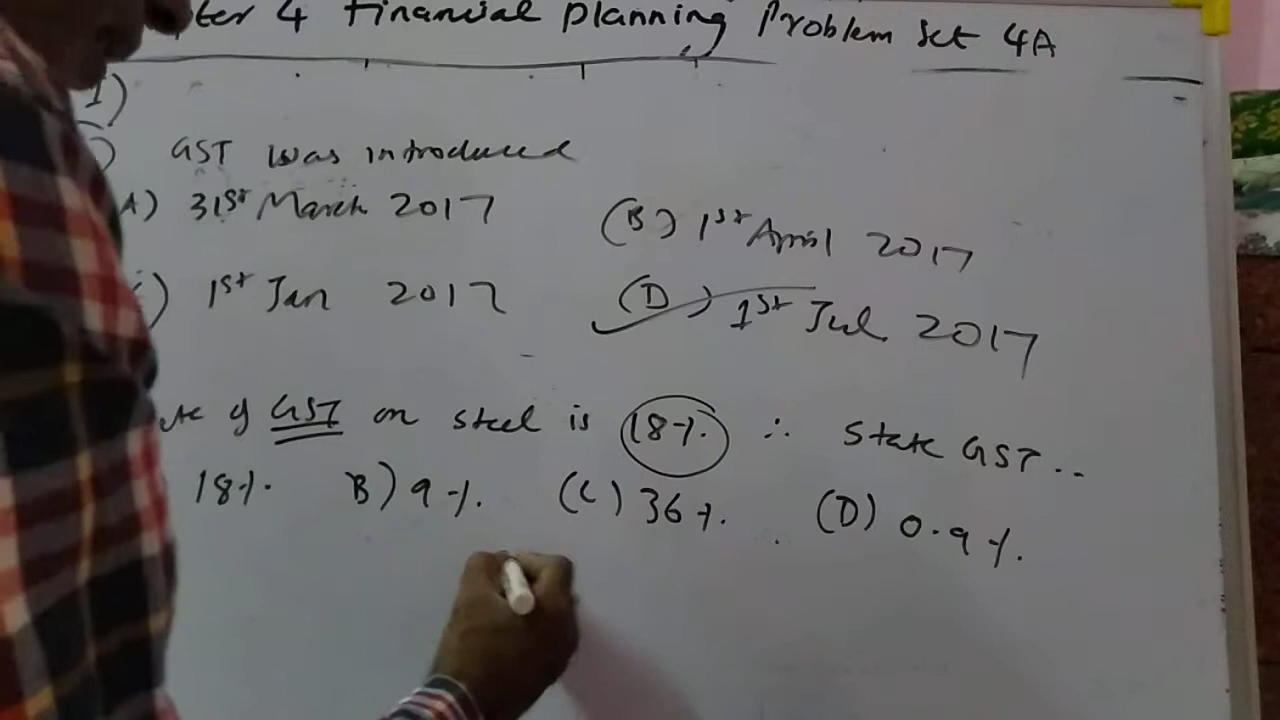 ter 4 Financial planning Problem Set 4A
I)
) GST was introduced
A) 31st March 2017 (B) 1st April 2017
) 1st Jan 2017 (D) 1st Jul 2017
of GST on steel is 18%. ∴ State GST..
18%. B) 9%. (C) 36%. (D) 0.9%.